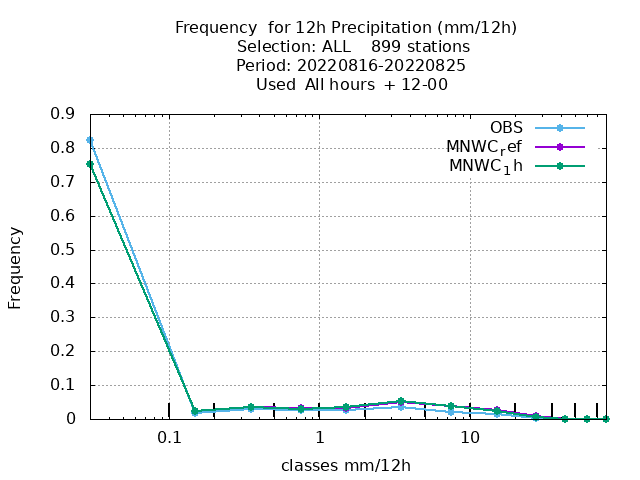 Frequency  for 12h Precipitation (mm/12h)
Selection: ALL    899 stations
Period: 20220816-20220825
Used  All hours  + 12-00
OBS
MNWCref
MNWC1h
0.9
0.8
0.7
0.6
0.5
0.4
0.3
0.2
0.1
0
Frequency
0.1
1
10
classes mm/12h